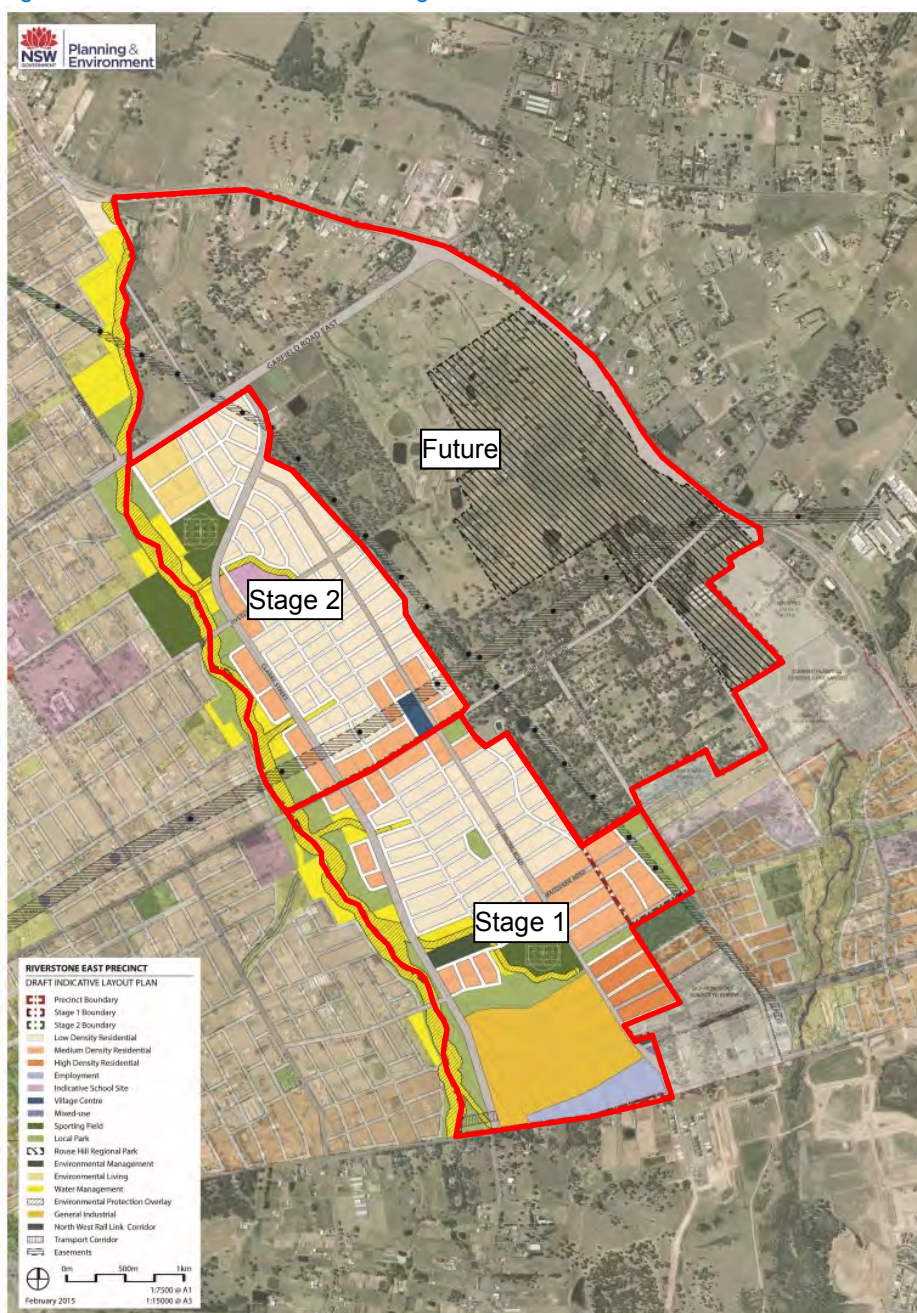 NSW
GOVERNMENT
Planning &
Environment
GARFIELD ROAD EAST
Future
Stage 2
Stage 1
RIVERSTONE EAST PRECINCT
DRAFT INDICATIVE LAYOUT PLAN
Precinct Boundary
Stage 1 Boundary
Stage 2 Boundary
Low Density Residential
Medium Density Residential
High Density Residential
Employment
Indicative School Site
Village Centre
Mixed-use
Sporting Field
Local Park
Rouse Hill Regional Park
Environmental Management
Environmental Living
Water Management
Environmental Protection Overlay
General Industrial
North West Rail Link Corridor
Transport Corridor
Easements
0m 500m 1km
1:7500 @ A1
February 2015 1:15000 @ A3